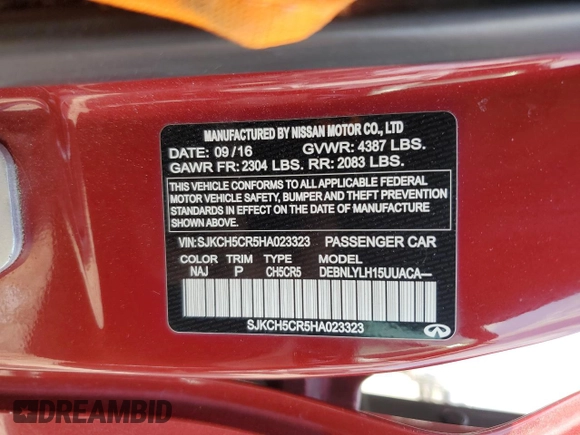 MANUFACTURED BY NISSAN MOTOR CO., LTD
DATE: 09/16 GVWR: 4387 LBS.
GAWR FR: 2304 LBS. RR: 2083 LBS.
THIS VEHICLE CONFORMS TO ALL APPLICABLE FEDERAL
MOTOR VEHICLE SAFETY, BUMPER AND THEFT PREVENTION
STANDARDS IN EFFECT ON THE DATE OF MANUFACTURE
SHOWN ABOVE.
VIN:SJKCH5CR5HA023323 PASSENGER CAR
COLOR TRIM TYPE MODEL
NAJ P CH5CR5 DEBNLYLH15UUACA—
SJKCH5CR5HA023323
DREAMBID